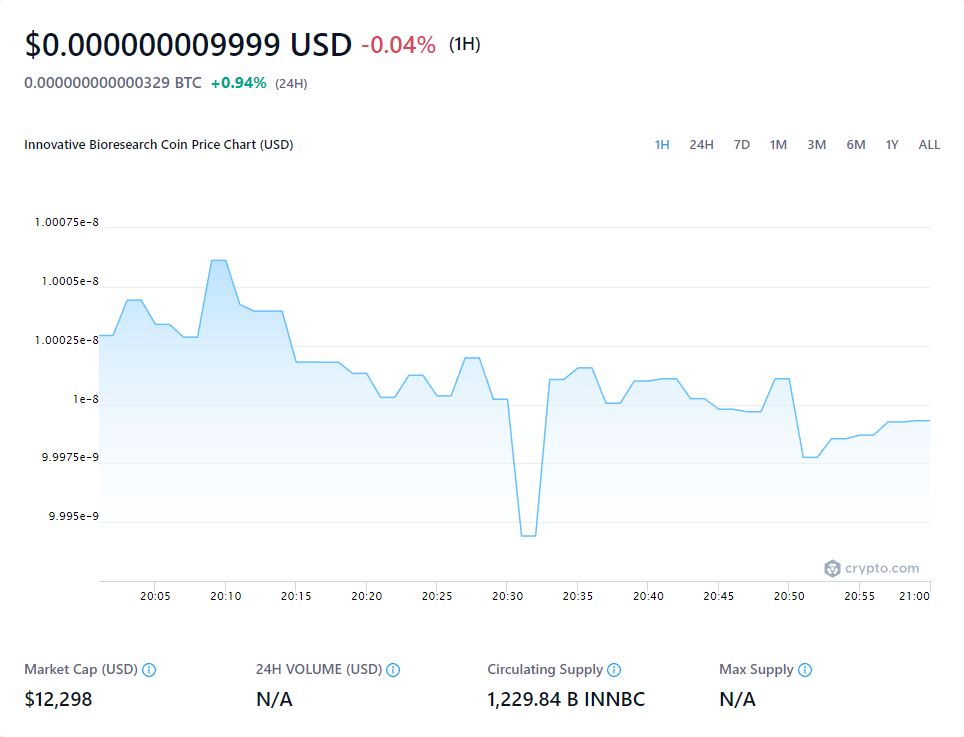 $0.000000009999 USD -0.04% (1H)
0.000000000000329 BTC +0.94% (24H)
Innovative Bioresearch Coin Price Chart (USD)
1H 24H 7D 1M 3M 6M 1Y ALL
1.00075e-8
1.0005e-8
1.00025e-8
1e-8
9.9975e-9
9.995e-9
crypto.com
20:05 20:10 20:15 20:20 20:25 20:30 20:35 20:40 20:45 20:50 20:55 21:00
Market Cap (USD) 24H VOLUME (USD) Circulating Supply Max Supply
$12,298 N/A 1,229.84 B INNBC N/A